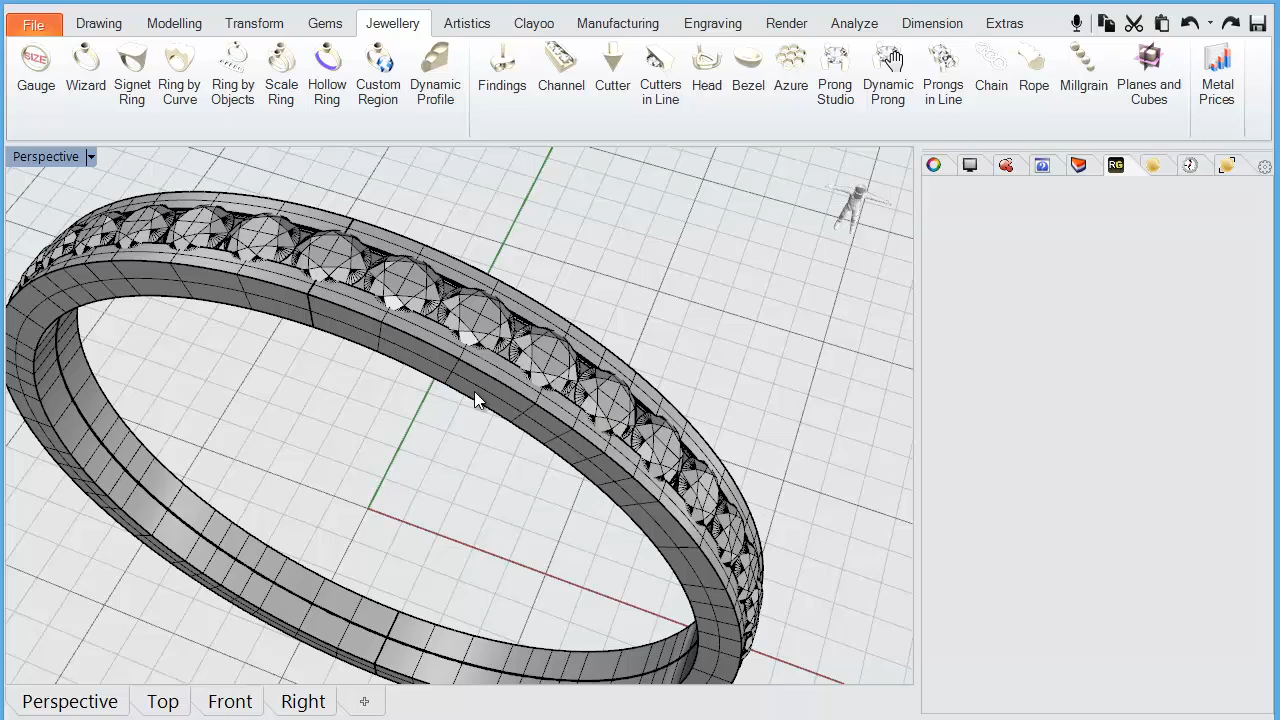 File Drawing Modelling Transform Gems Jewellery Artistics Clayoo Manufacturing Engraving Render Analyze Dimension Extras
SIZE
Gauge Wizard Signet Ring Ring by Curve Ring by Objects Scale Ring Hollow Ring Custom Region Dynamic Profile Findings Channel Cutter Cutters in Line Head Bezel Azure Prong Studio Dynamic Prong Prongs in Line Chain Rope Millgrain Planes and Cubes Metal Prices
Perspective
RG
Perspective Top Front Right +